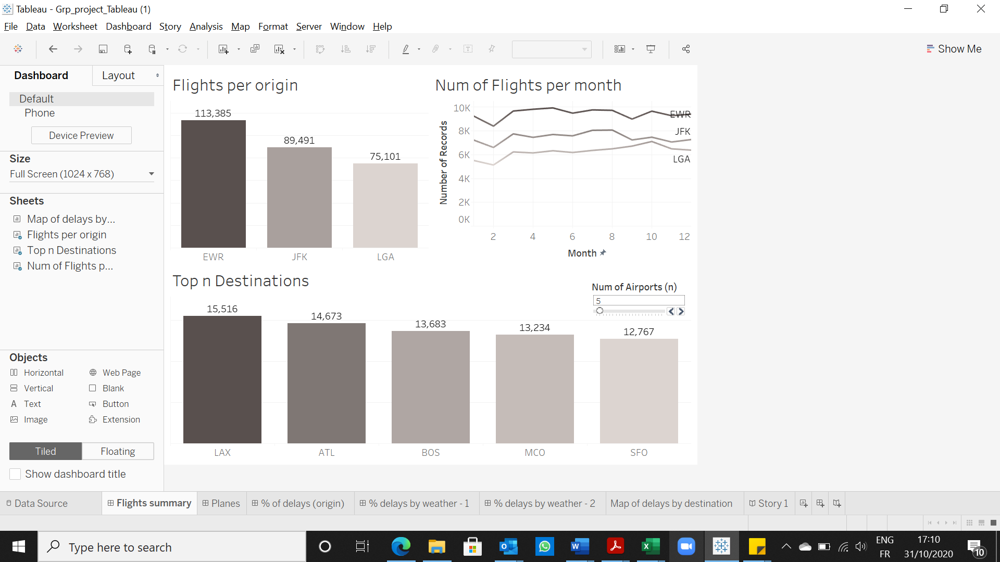 Tableau - Grp_project_Tableau (1)
File Data Worksheet Dashboard Story Analysis Map Format Server Window Help
Show Me
Dashboard Layout
Default
Phone
Device Preview
Size
Full Screen (1024 x 768)
Sheets
Map of delays by...
Flights per origin
Top n Destinations
Num of Flights p...
Objects
Horizontal Web Page
Vertical Blank
A Text Button
Image Extension
Tiled Floating
Show dashboard title
Flights per origin
113,385
89,491
75,101
EWR JFK LGA
Num of Flights per month
Number of Records
10K
8K
6K
4K
2K
0K
EWR
JFK
LGA
2 4 6 8 10 12
Month
Top n Destinations
Num of Airports (n)
5
15,516
14,673
13,683
13,234
12,767
LAX ATL BOS MCO SFO
Data Source Flights summary Planes % of delays (origin) % delays by weather - 1 % delays by weather - 2 Map of delays by destination Story 1
Type here to search
ENG
FR
17:10
31/10/2020
10